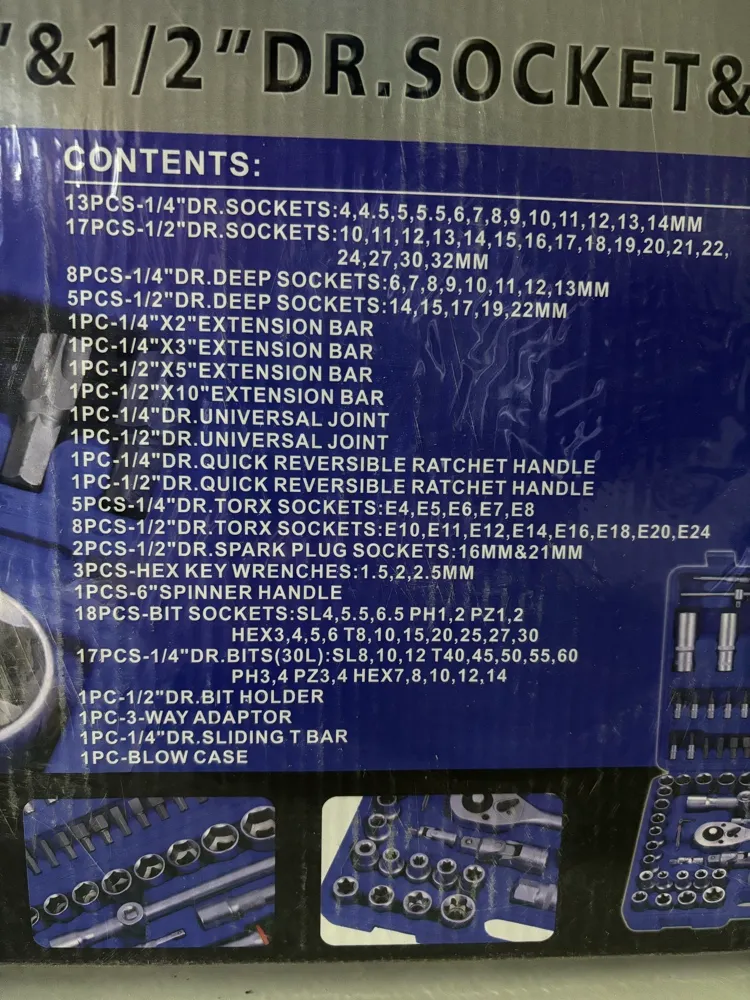 "&1/2"DR.SOCKET&
CONTENTS:
13PCS-1/4"DR.SOCKETS:4,4.5,5,5.5,6,7,8,9,10,11,12,13,14MM
17PCS-1/2"DR.SOCKETS:10,11,12,13,14,15,16,17,18,19,20,21,22,
24,27,30,32MM
8PCS-1/4"DR.DEEP SOCKETS:6,7,8,9,10,11,12,13MM
5PCS-1/2"DR.DEEP SOCKETS:14,15,17,19,22MM
1PC-1/4"X2"EXTENSION BAR
1PC-1/4"X3"EXTENSION BAR
1PC-1/2"X5"EXTENSION BAR
1PC-1/2"X10"EXTENSION BAR
1PC-1/4"DR.UNIVERSAL JOINT
1PC-1/2"DR.UNIVERSAL JOINT
1PC-1/4"DR.QUICK REVERSIBLE RATCHET HANDLE
1PC-1/2"DR.QUICK REVERSIBLE RATCHET HANDLE
5PCS-1/4"DR.TORX SOCKETS:E4,E5,E6,E7,E8
8PCS-1/2"DR.TORX SOCKETS:E10,E11,E12,E14,E16,E18,E20,E24
2PCS-1/2"DR.SPARK PLUG SOCKETS:16MM&21MM
3PCS-HEX KEY WRENCHES:1.5,2,2.5MM
1PCS-6"SPINNER HANDLE
18PCS-BIT SOCKETS:SL4,5.5,6.5 PH1,2 PZ1,2
HEX3,4,5,6 T8,10,15,20,25,27,30
17PCS-1/4"DR.BITS(30L):SL8,10,12 T40,45,50,55,60
PH3,4 PZ3,4 HEX7,8,10,12,14
1PC-1/2"DR.BIT HOLDER
1PC-3-WAY ADAPTOR
1PC-1/4"DR.SLIDING T BAR
1PC-BLOW CASE